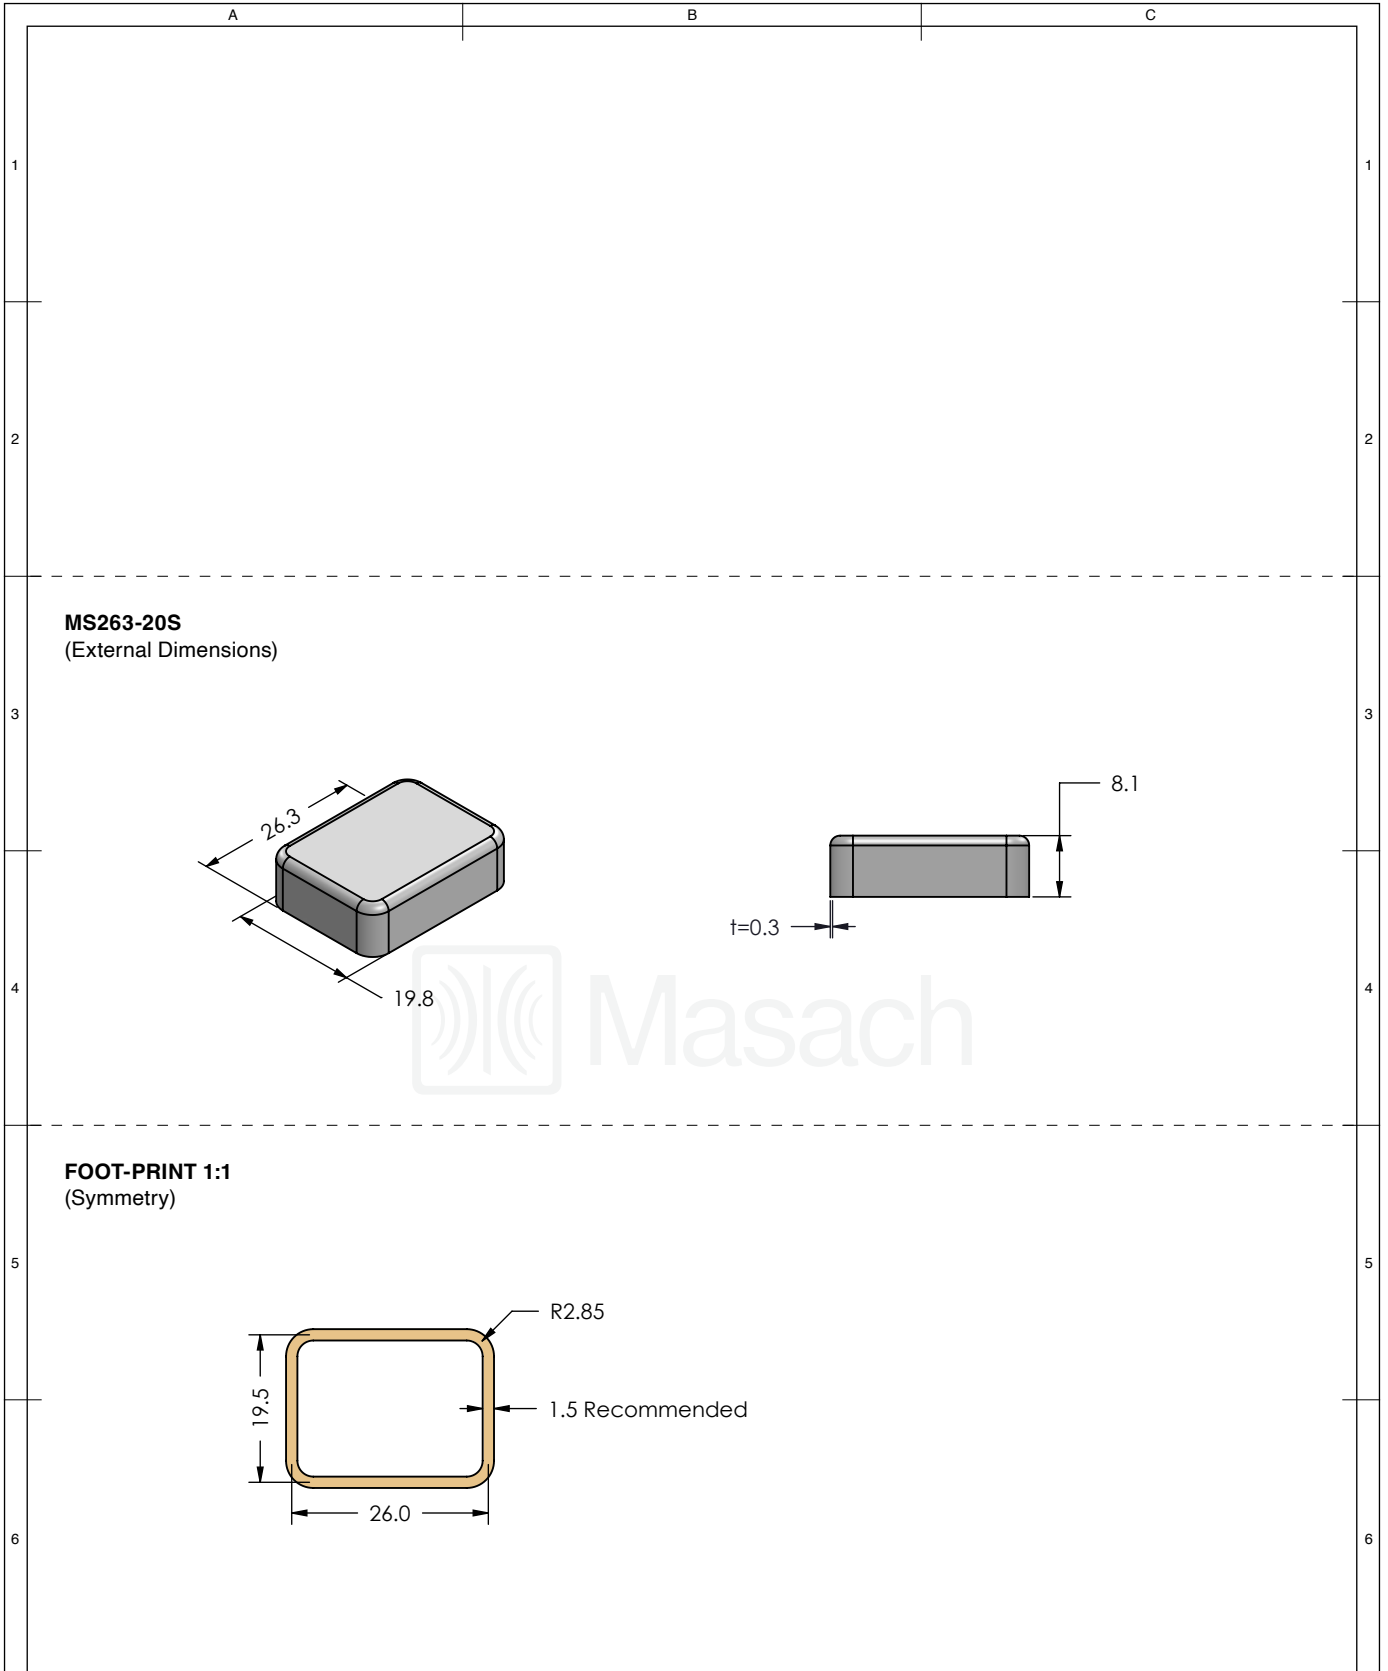 A B C
1 1
2 2
MS263-20S
(External Dimensions)
3 3
8.1
26.3
t=0.3
19.8
4 4
Masach
FOOT-PRINT 1:1
(Symmetry)
5 5
R2.85
19.5
1.5 Recommended
26.0
6 6